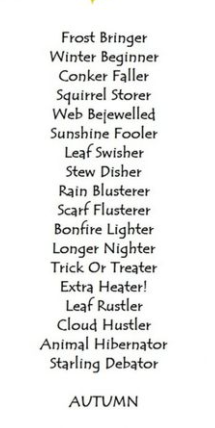 Frost Bringer
Winter Beginner
Conker Faller
Squirrel Storer
Web Bejewelled
Sunshine Fooler
Leaf Swisher
Stew Disher
Rain Blusterer
Scarf Flusterer
Bonfire Lighter
Longer Nighter
Trick Or Treater
Extra Heater!
Leaf Rustler
Cloud Hustler
Animal Hibernator
Starling Debator
AUTUMN